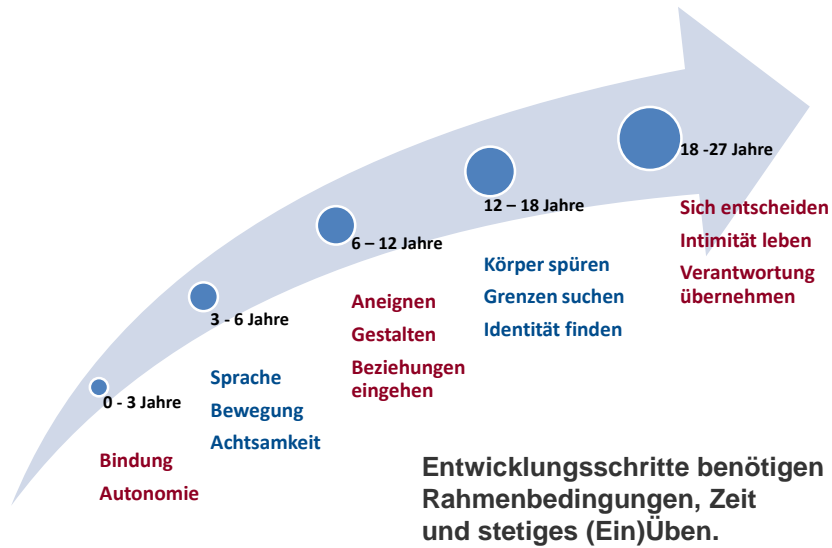 0 - 3 Jahre
Bindung
Autonomie
3 - 6 Jahre
Sprache
Bewegung
Achtsamkeit
6 – 12 Jahre
Aneignen
Gestalten
Beziehungen
eingehen
12 – 18 Jahre
Körper spüren
Grenzen suchen
Identität finden
18 -27 Jahre
Sich entscheiden
Intimität leben
Verantwortung
übernehmen
Entwicklungsschritte benötigen
Rahmenbedingungen, Zeit
und stetiges (Ein)Üben.